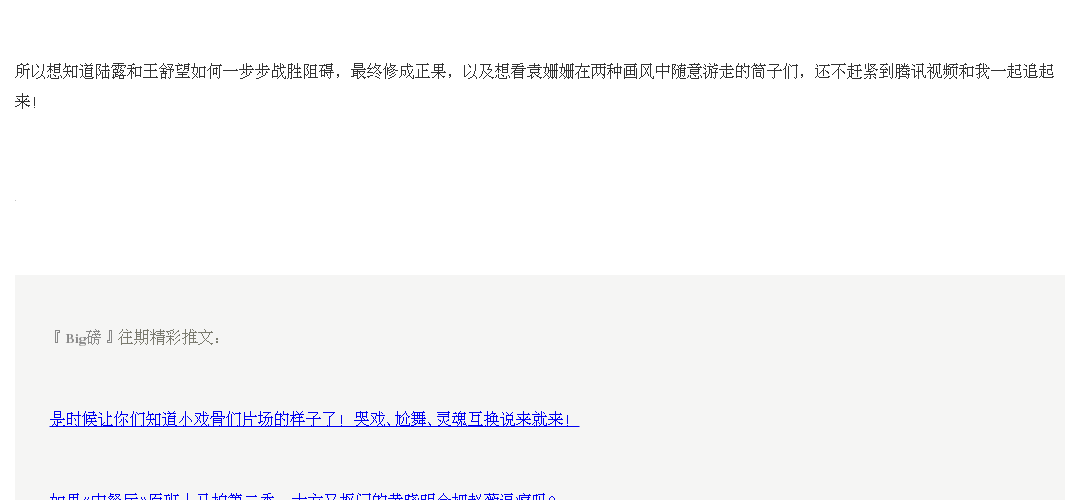 所以想知道陆露和王舒望如何一步步战胜阻碍，最终修成正果，以及想看袁姗姗在两种画风中随意游走的筒子们，还不赶紧到腾讯视频和我一起追起
来！
『 Big磅 』往期精彩推文：
是时候让你们知道小戏骨们片场的样子了！哭戏、尬舞、灵魂互换说来就来！